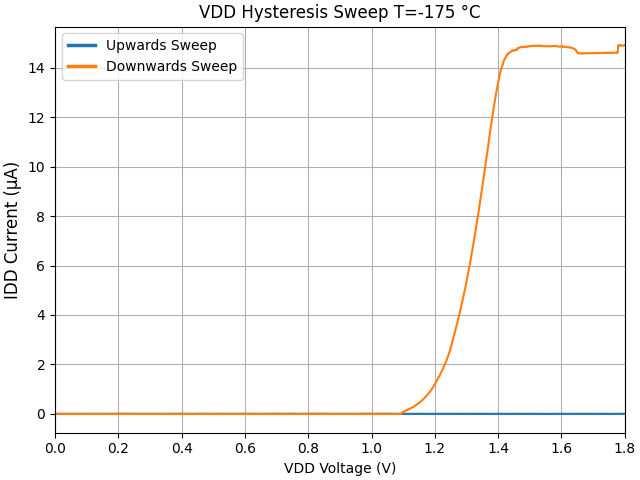 VDD Hysteresis Sweep T=-175 °C
Upwards Sweep
Downwards Sweep
IDD Current (μA)
14
12
10
8
6
4
2
0
0.0 0.2 0.4 0.6 0.8 1.0 1.2 1.4 1.6 1.8
VDD Voltage (V)